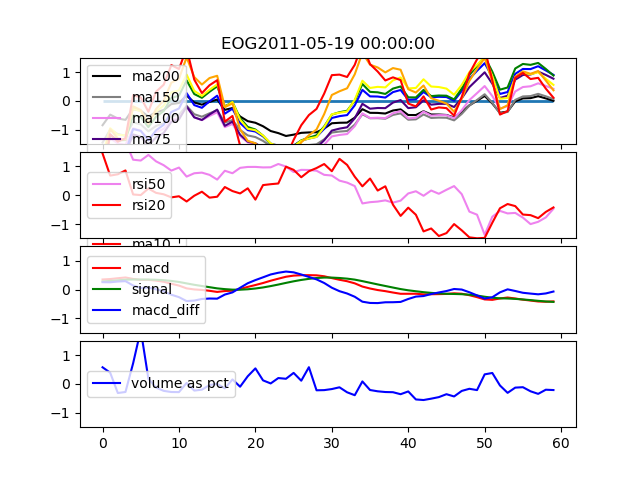 EOG2011-05-19 00:00:00
1
0
−1
ma200
ma150
ma100
ma75
1
0
−1
rsi50
rsi20
ma10
1
0
−1
macd
signal
macd_diff
1
0
−1
volume as pct
0
10
20
30
40
50
60